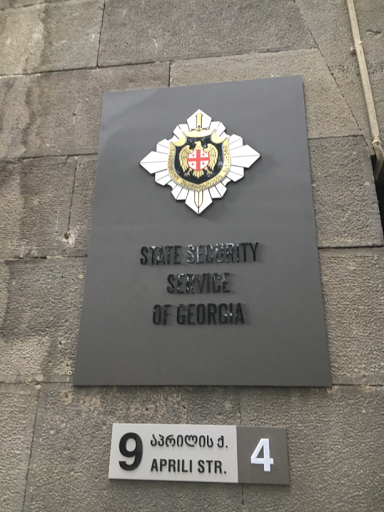 STATE SECURITY
SERVICE
OF GEORGIA
9 აპრილის ქ. 4
APRILI STR.